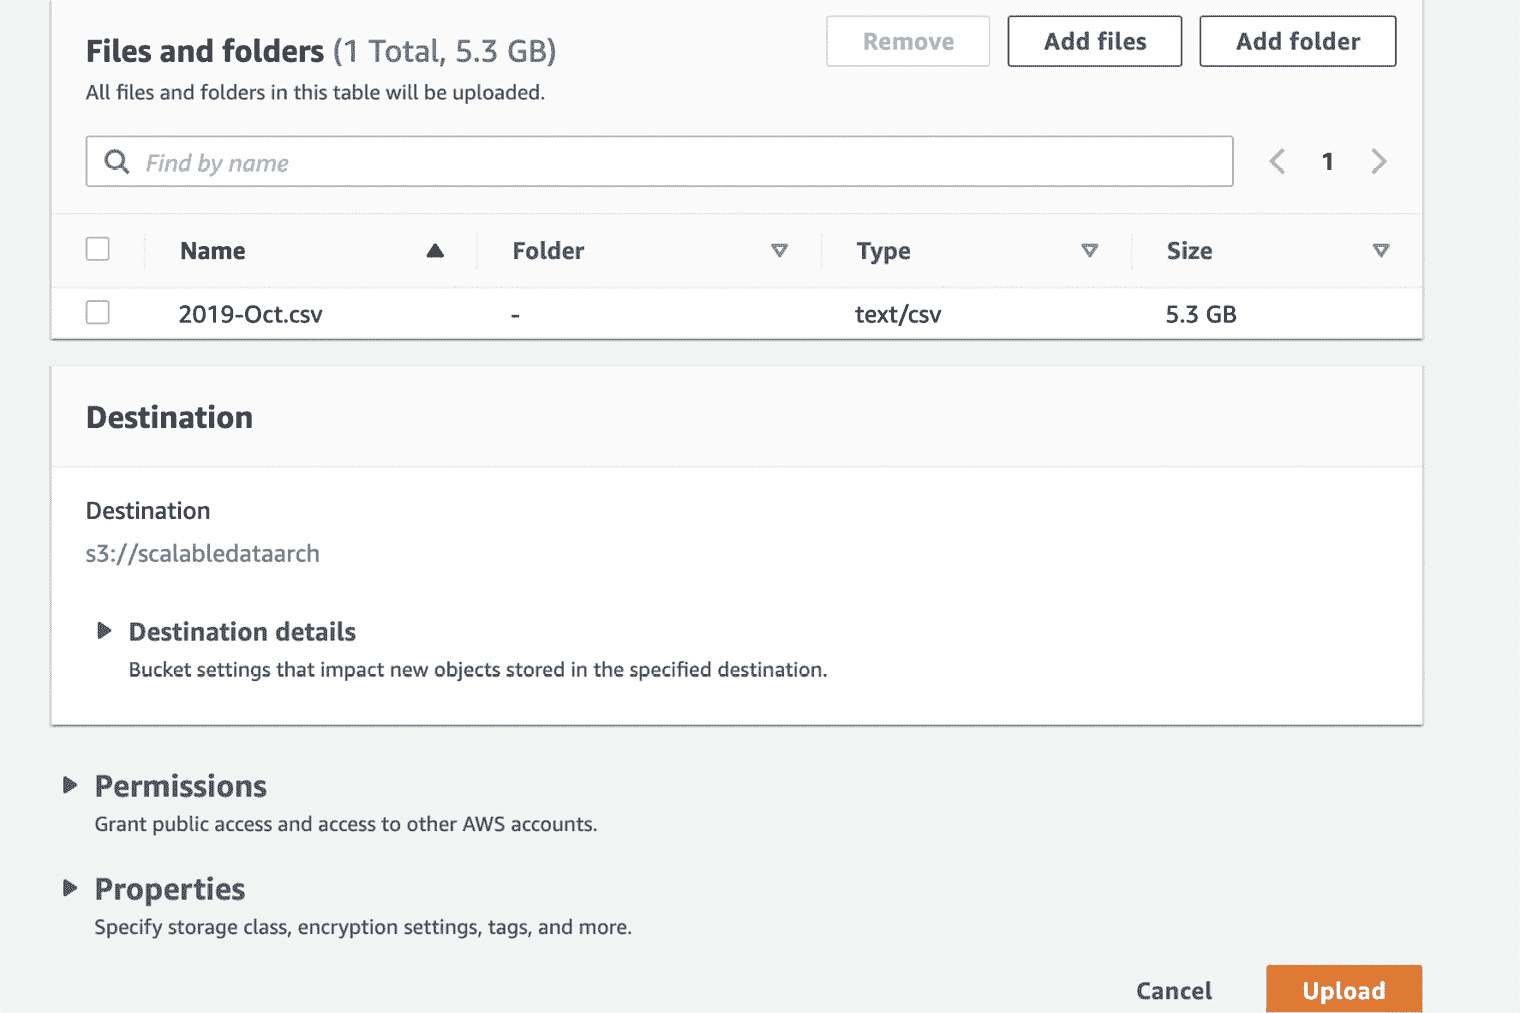 Files and folders (1 Total, 5.3 GB)
Remove
Add files
Add folder
All files and folders in this table will be uploaded.
Find by name
1
Name Folder Type Size
2019-Oct.csv - text/csv 5.3 GB
Destination
Destination
s3://scalabledataarch
Destination details
Bucket settings that impact new objects stored in the specified destination.
Permissions
Grant public access and access to other AWS accounts.
Properties
Specify storage class, encryption settings, tags, and more.
Cancel
Upload